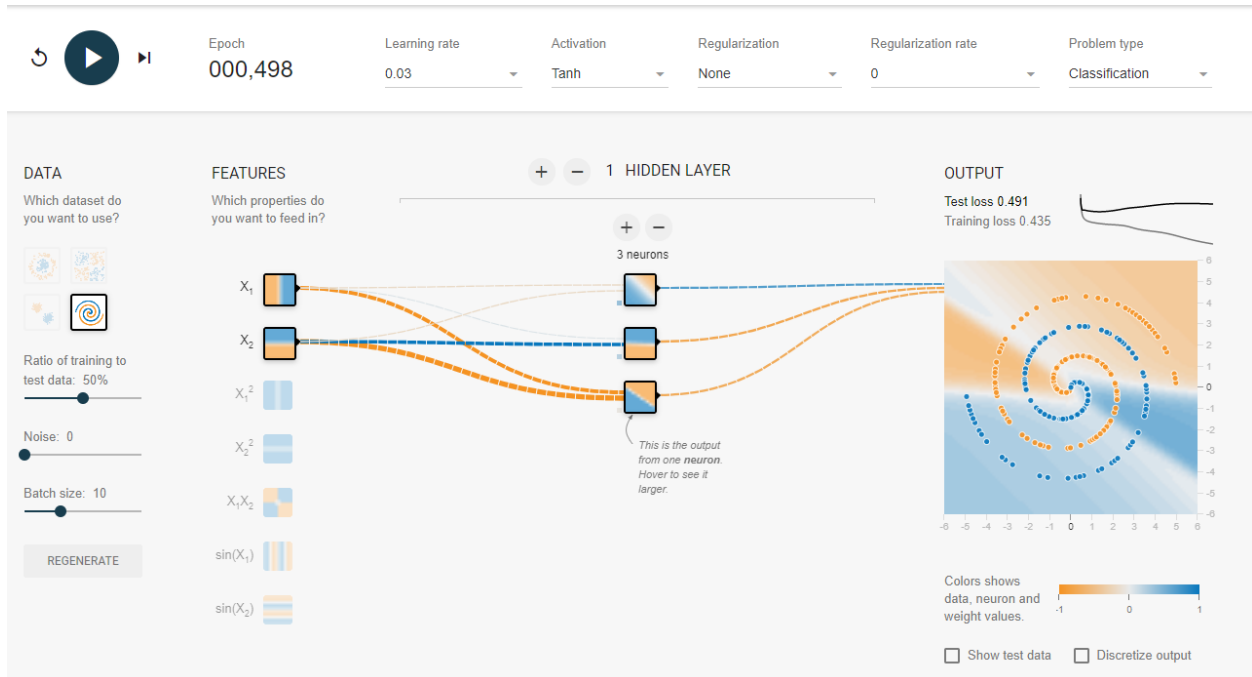 Epoch
000,498
Learning rate
0.03
Activation
Tanh
Regularization
None
Regularization rate
0
Problem type
Classification
DATA
Which dataset do
you want to use?
Ratio of training to
test data: 50%
Noise: 0
Batch size: 10
REGENERATE
FEATURES
Which properties do
you want to feed in?
X₁
X₂
X₁²
X₂²
X₁X₂
sin(X₁)
sin(X₂)
+ − 1 HIDDEN LAYER
+ −
3 neurons
This is the output
from one neuron.
Hover to see it
larger.
OUTPUT
Test loss 0.491
Training loss 0.435
6
5
4
3
2
1
0
-1
-2
-3
-4
-5
-6
-6 -5 -4 -3 -2 -1 0 1 2 3 4 5 6
Colors shows
data, neuron and
weight values.
-1 0 1
Show test data
Discretize output